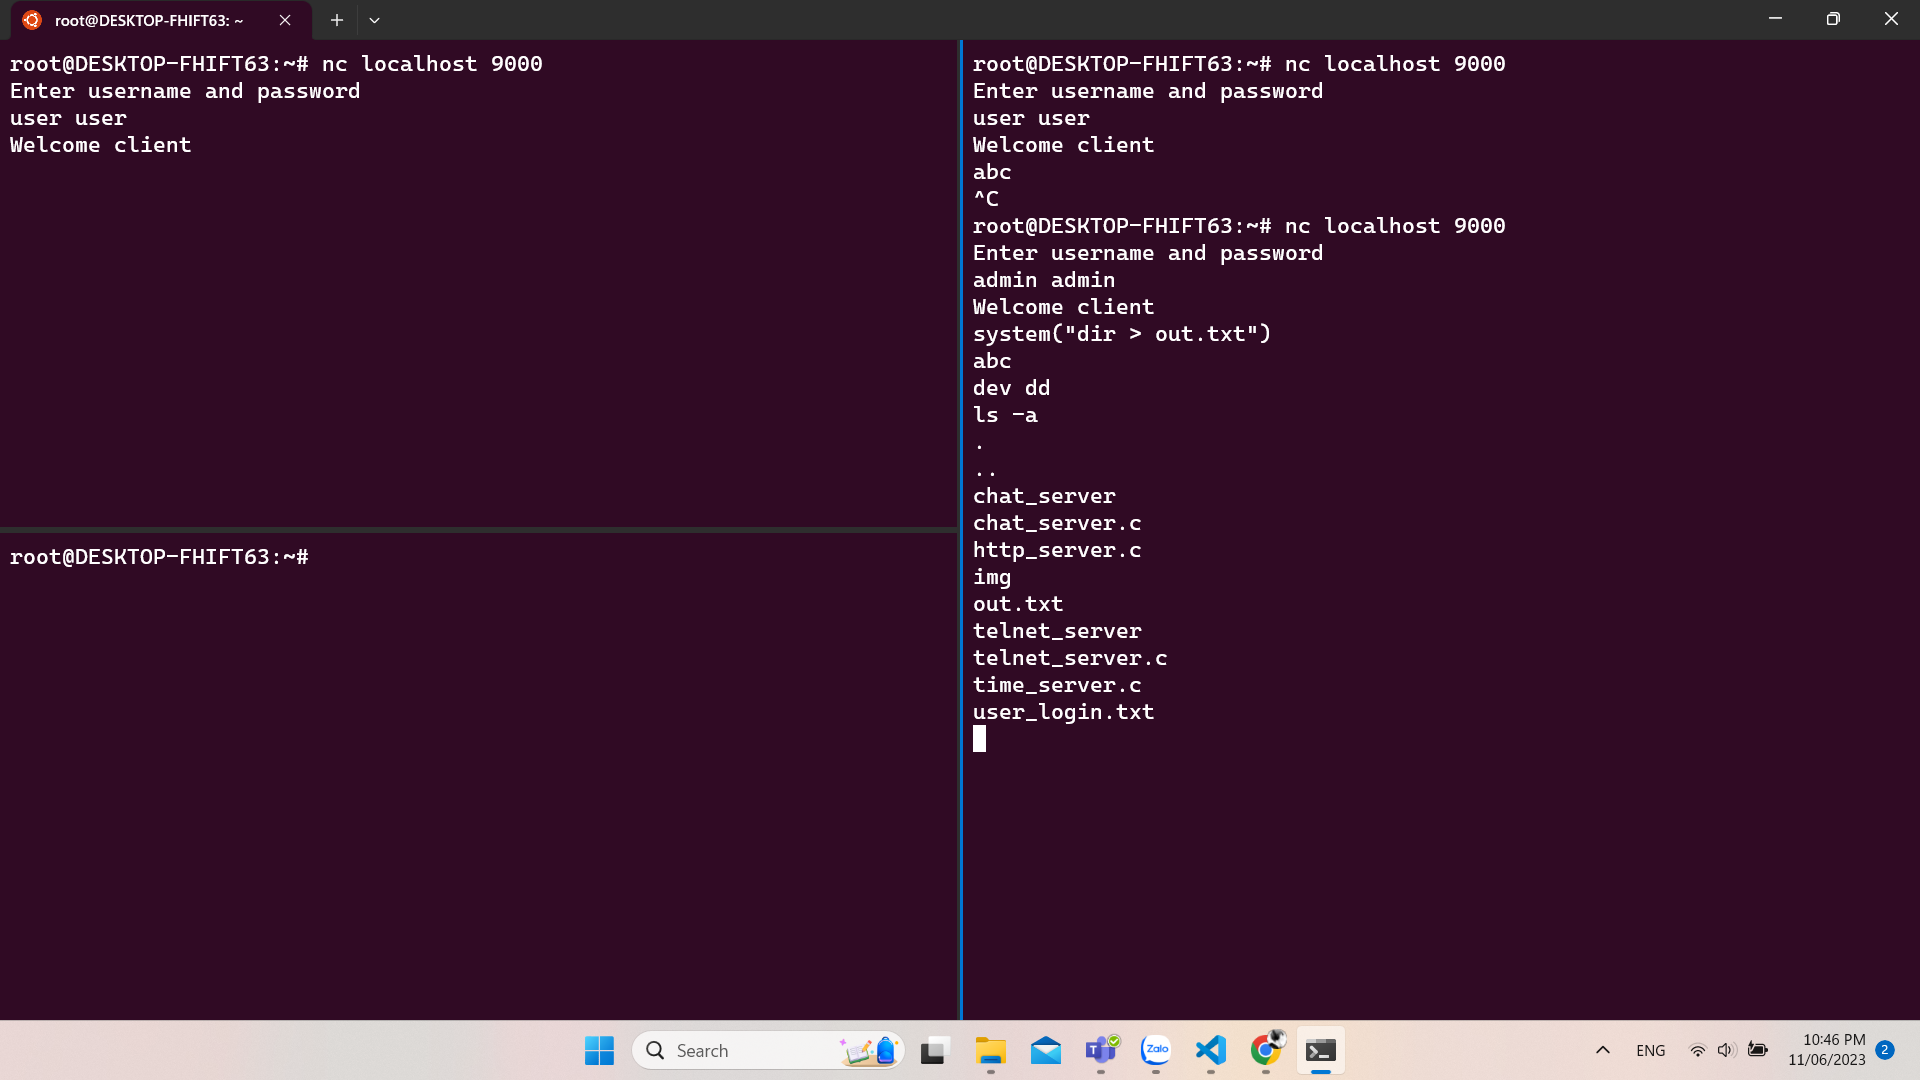 root@DESKTOP-FHIFT63: ~
root@DESKTOP-FHIFT63:~# nc localhost 9000
Enter username and password
user user
Welcome client
root@DESKTOP-FHIFT63:~#
root@DESKTOP-FHIFT63:~# nc localhost 9000
Enter username and password
user user
Welcome client
abc
^C
root@DESKTOP-FHIFT63:~# nc localhost 9000
Enter username and password
admin admin
Welcome client
system("dir > out.txt")
abc
dev dd
ls -a
.
..
chat_server
chat_server.c
http_server.c
img
out.txt
telnet_server
telnet_server.c
time_server.c
user_login.txt
Search
Zalo
ENG
10:46 PM
11/06/2023
2